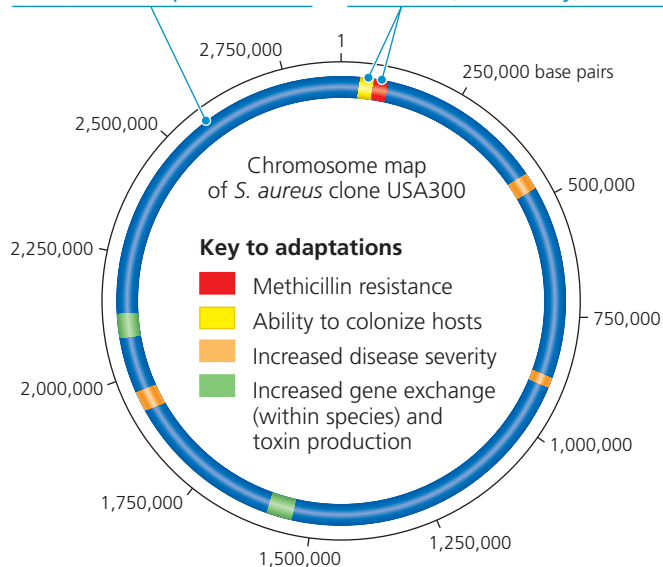 1
2,750,000
250,000 base pairs
2,500,000
Chromosome map
of S. aureus clone USA300
500,000
2,250,000
Key to adaptations
Methicillin resistance
Ability to colonize hosts
750,000
Increased disease severity
2,000,000
Increased gene exchange
(within species) and
toxin production
1,000,000
1,750,000
1,250,000
1,500,000